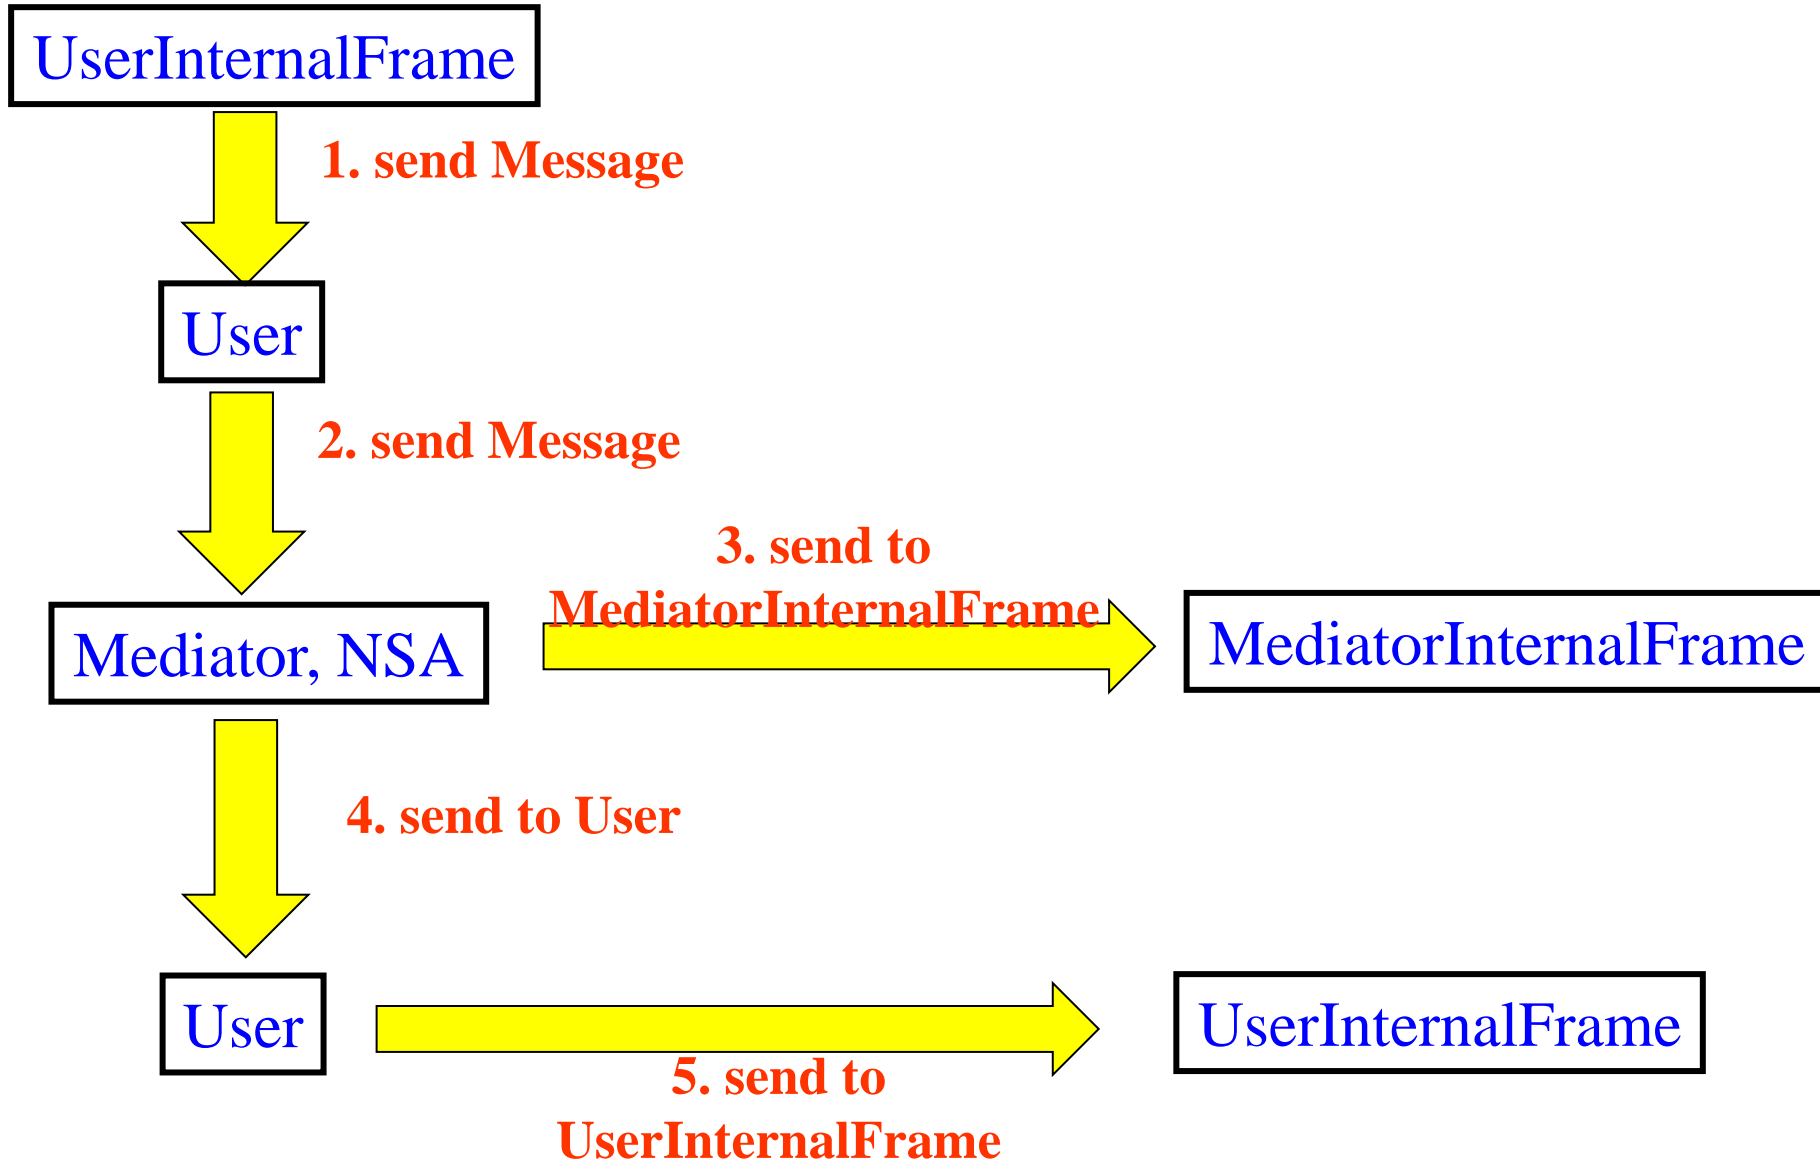 UserInternalFrame
1. send Message
User
2. send Message
3. send to
MediatorInternalFrame
Mediator, NSA
MediatorInternalFrame
4. send to User
User
UserInternalFrame
5. send to
UserInternalFrame